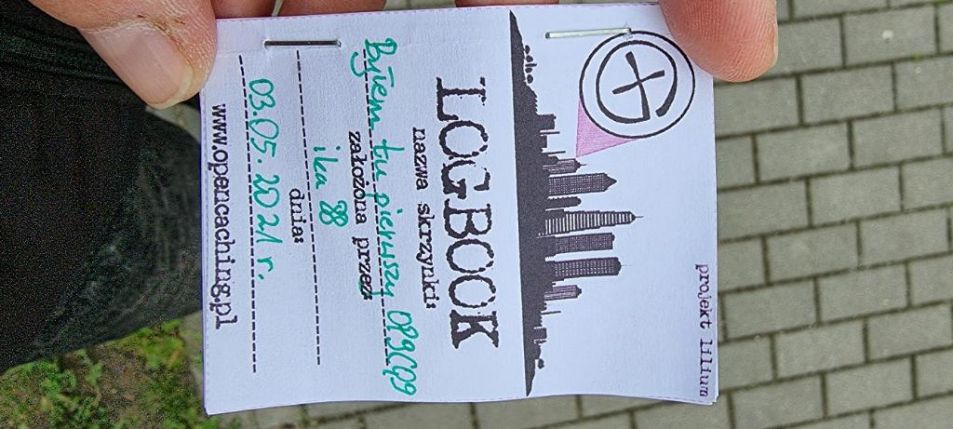 projekt lilium
LOGBOOK
nazwa skrzynki:
Byłem tu pierwszy
założona przez:
ika 88
dnia:
03.05.2021 r.
www.opencaching.pl